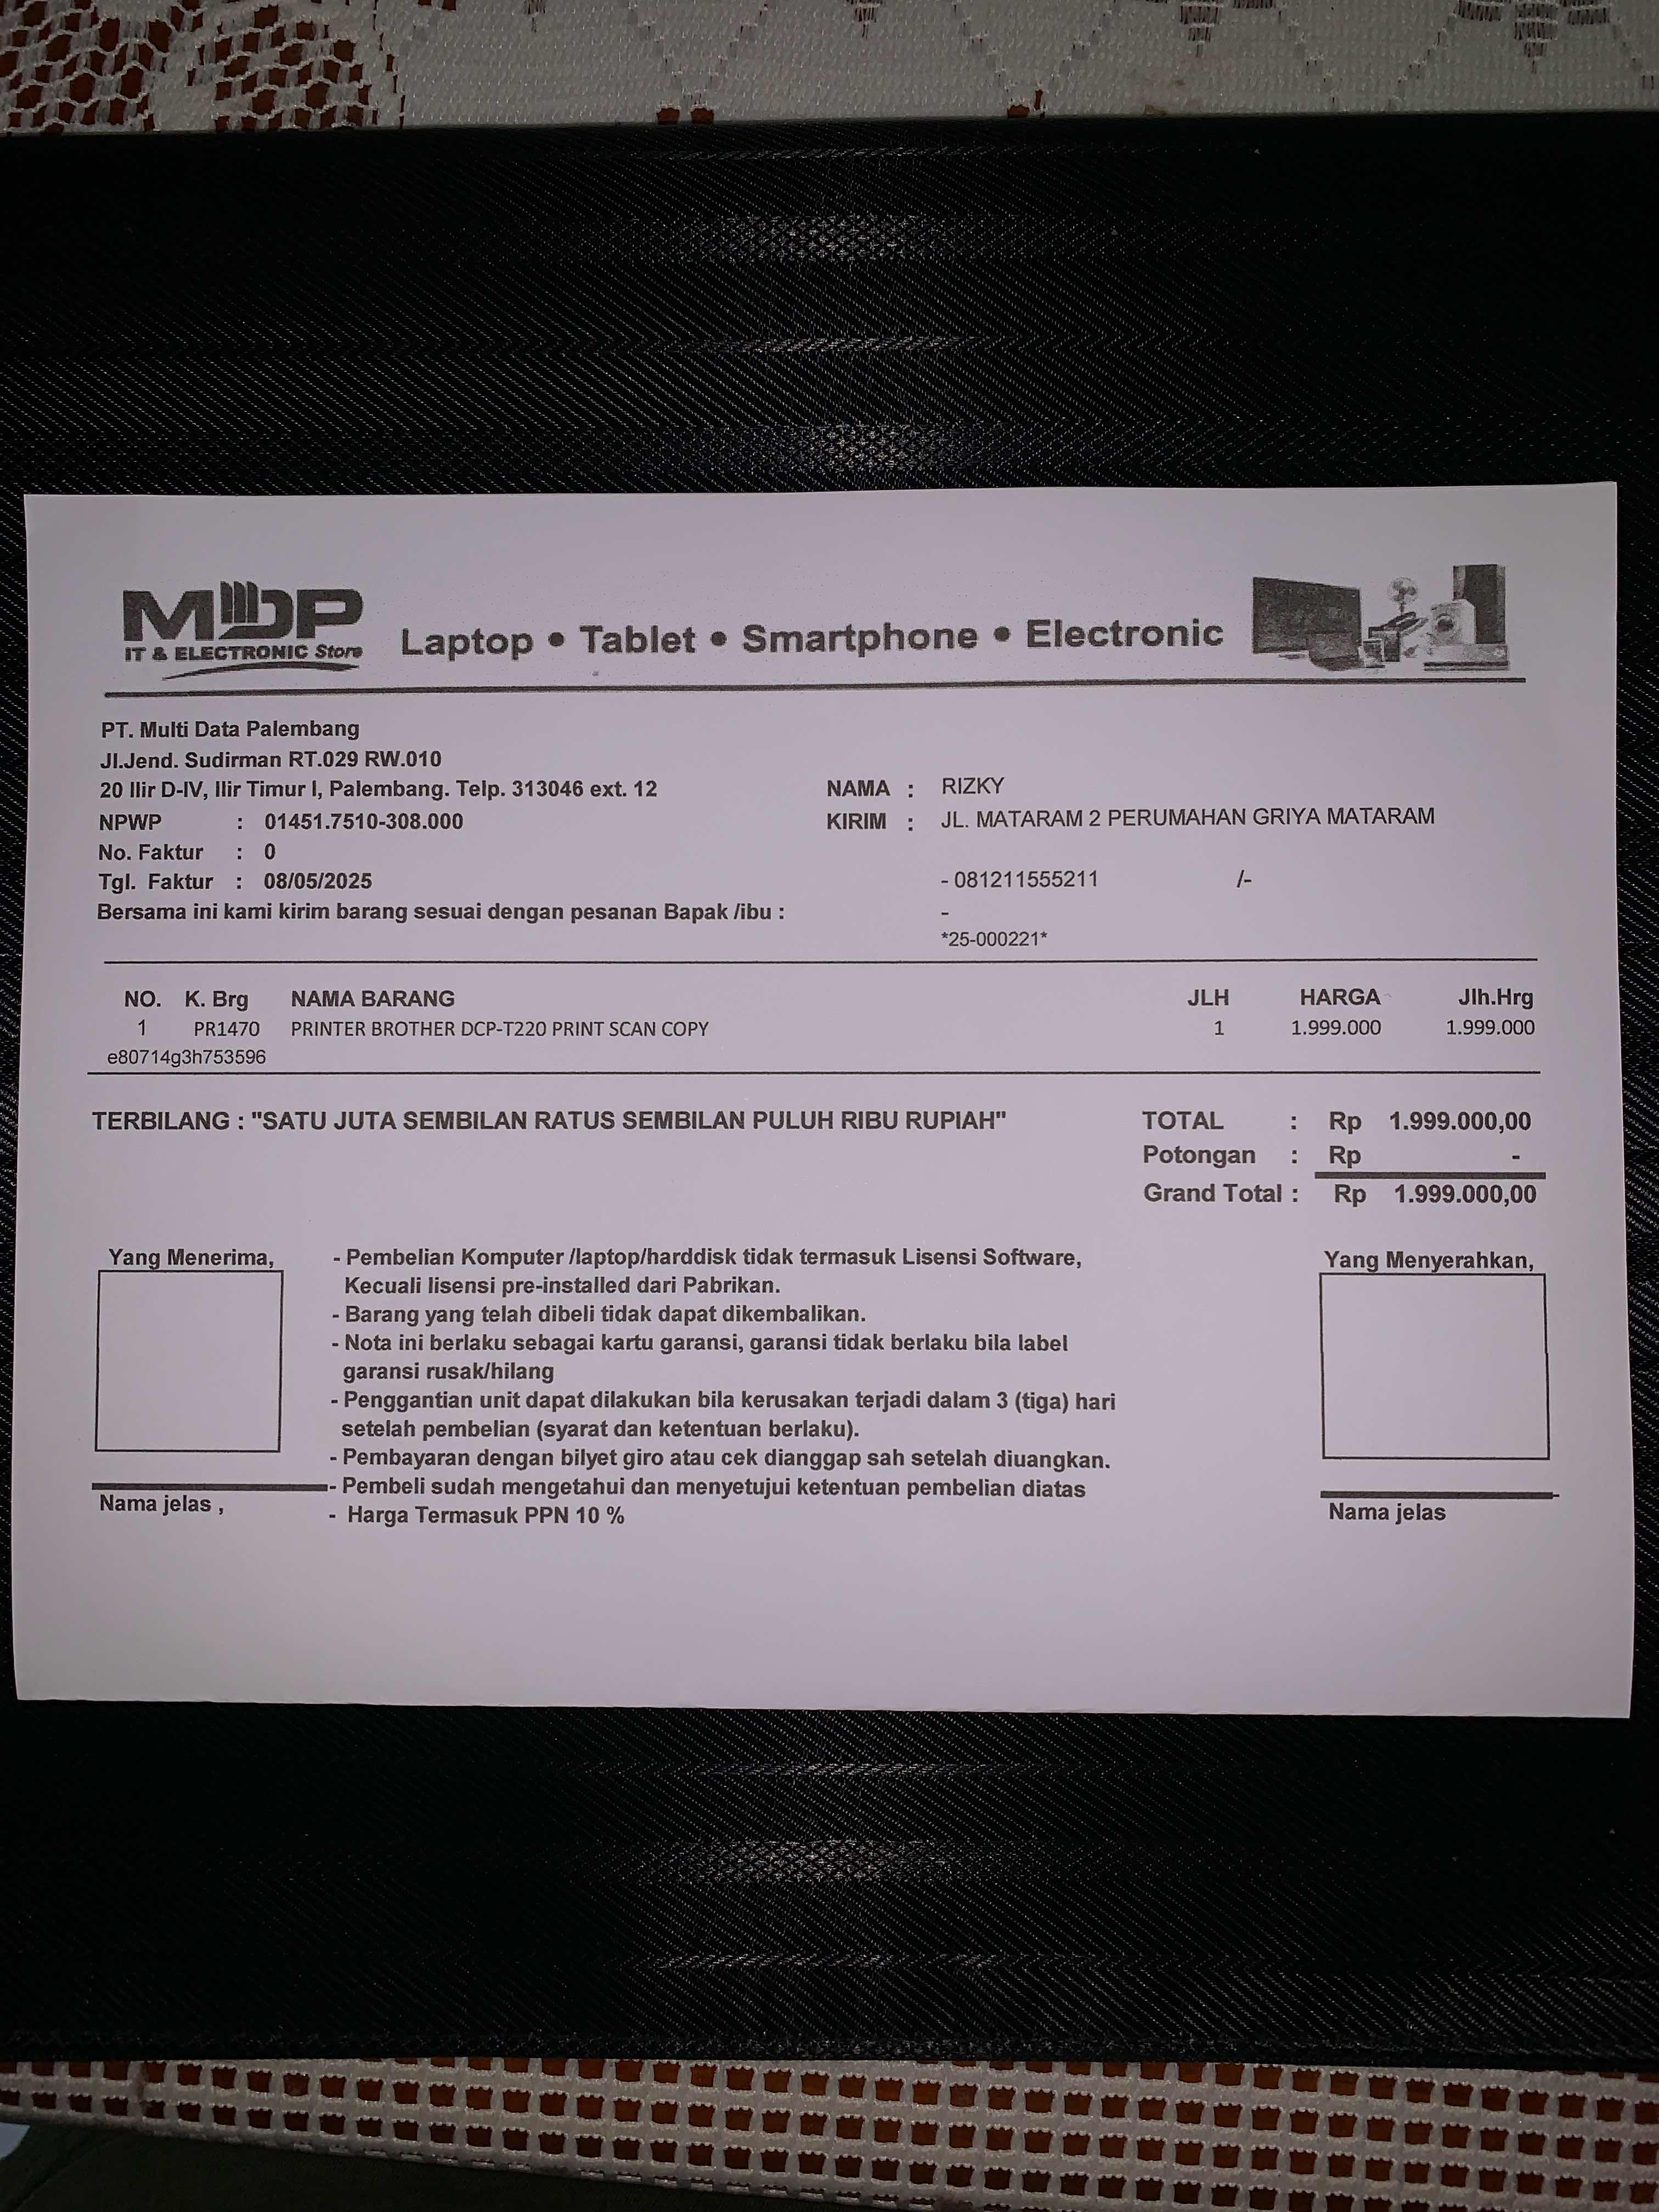 MDP
IT & ELECTRONIC Store
Laptop • Tablet • Smartphone • Electronic
PT. Multi Data Palembang
Jl.Jend. Sudirman RT.029 RW.010
20 Ilir D-IV, Ilir Timur I, Palembang. Telp. 313046 ext. 12
NPWP : 01451.7510-308.000
No. Faktur : 0
Tgl. Faktur : 08/05/2025
Bersama ini kami kirim barang sesuai dengan pesanan Bapak /ibu :
NAMA : RIZKY
KIRIM : JL. MATARAM 2 PERUMAHAN GRIYA MATARAM
- 081211555211 /-
-
*25-000221*
NO. K. Brg NAMA BARANG JLH HARGA Jlh.Hrg
1 PR1470 PRINTER BROTHER DCP-T220 PRINT SCAN COPY 1 1.999.000 1.999.000
e80714g3h753596
TERBILANG : "SATU JUTA SEMBILAN RATUS SEMBILAN PULUH RIBU RUPIAH"
TOTAL : Rp 1.999.000,00
Potongan : Rp -
Grand Total : Rp 1.999.000,00
Yang Menerima,
Nama jelas ,
- Pembelian Komputer /laptop/harddisk tidak termasuk Lisensi Software,
Kecuali lisensi pre-installed dari Pabrikan.
- Barang yang telah dibeli tidak dapat dikembalikan.
- Nota ini berlaku sebagai kartu garansi, garansi tidak berlaku bila label
garansi rusak/hilang
- Penggantian unit dapat dilakukan bila kerusakan terjadi dalam 3 (tiga) hari
setelah pembelian (syarat dan ketentuan berlaku).
- Pembayaran dengan bilyet giro atau cek dianggap sah setelah diuangkan.
- Pembeli sudah mengetahui dan menyetujui ketentuan pembelian diatas
- Harga Termasuk PPN 10 %
Yang Menyerahkan,
Nama jelas